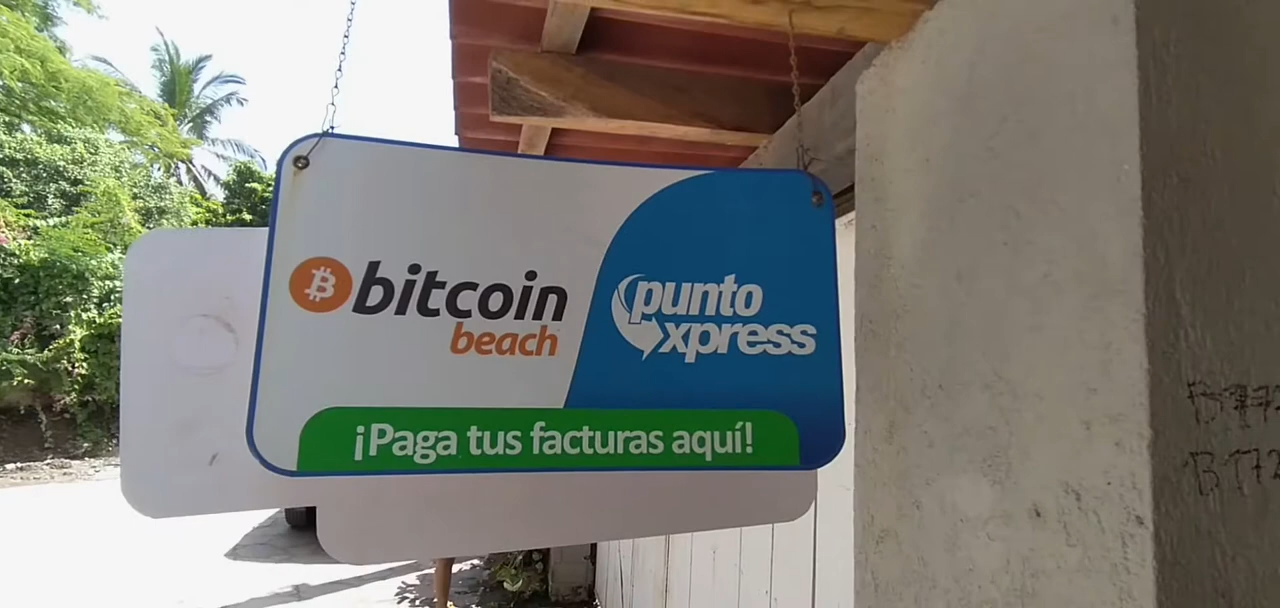 bitcoin
beach
punto
xpress
¡Paga tus facturas aquí!